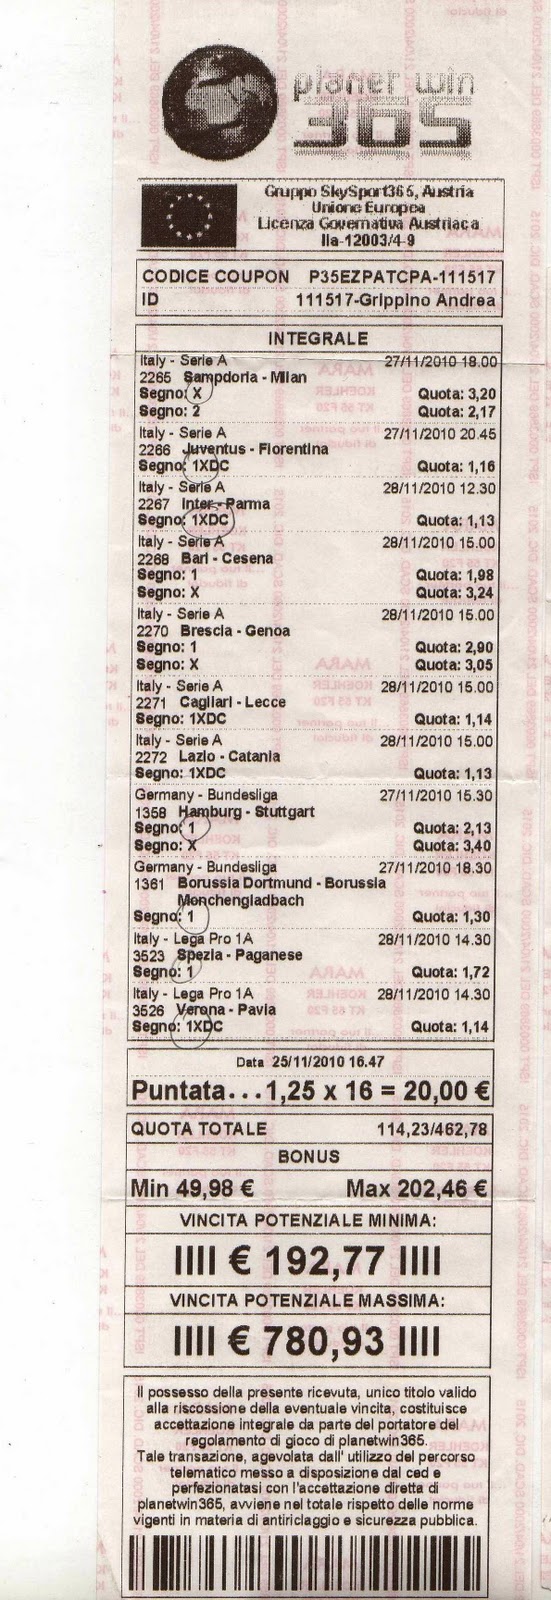 planet win
365
Gruppo SkySport365, Austria
Unione Europea
Licenza Governativa Austriaca
IIa-12003/4-9
CODICE COUPON P35EZPATCPA-111517
ID 111517-Grippino Andrea
INTEGRALE
Italy - Serie A 27/11/2010 18.00
2265 Sampdoria - Milan
Segno: X Quota: 3,20
Segno: 2 Quota: 2,17
Italy - Serie A 27/11/2010 20.45
2266 Juventus - Fiorentina
Segno: 1XDC Quota: 1,16
Italy - Serie A 28/11/2010 12.30
2267 Inter - Parma
Segno: 1XDC Quota: 1,13
Italy - Serie A 28/11/2010 15.00
2268 Bari - Cesena
Segno: 1 Quota: 1,98
Segno: X Quota: 3,24
Italy - Serie A 28/11/2010 15.00
2270 Brescia - Genoa
Segno: 1 Quota: 2,90
Segno: X Quota: 3,05
Italy - Serie A 28/11/2010 15.00
2271 Cagliari - Lecce
Segno: 1XDC Quota: 1,14
Italy - Serie A 28/11/2010 15.00
2272 Lazio - Catania
Segno: 1XDC Quota: 1,13
Germany - Bundesliga 27/11/2010 15.30
1358 Hamburg - Stuttgart
Segno: 1 Quota: 2,13
Segno: X Quota: 3,40
Germany - Bundesliga 27/11/2010 18.30
1361 Borussia Dortmund - Borussia
Monchengladbach
Segno: 1 Quota: 1,30
Italy - Lega Pro 1A 28/11/2010 14.30
3523 Spezia - Paganese
Segno: 1 Quota: 1,72
Italy - Lega Pro 1A 28/11/2010 14.30
3526 Verona - Pavia
Segno: 1XDC Quota: 1,14
Data 25/11/2010 16.47
Puntata...1,25 x 16 = 20,00 €
QUOTA TOTALE 114,23/462,78
BONUS
Min 49,98 € Max 202,46 €
VINCITA POTENZIALE MINIMA:
IIII € 192,77 IIII
VINCITA POTENZIALE MASSIMA:
IIII € 780,93 IIII
Il possesso della presente ricevuta, unico titolo valido
alla riscossione della eventuale vincita, costituisce
accettazione integrale da parte del portatore del
regolamento di gioco di planetwin365.
Tale transazione, agevolata dall' utilizzo del percorso
telematico messo a disposizione dal ced e
perfezionatasi con l'accettazione diretta di
planetwin365, avviene nel totale rispetto delle norme
vigenti in materia di antiriclaggio e sicurezza pubblica.